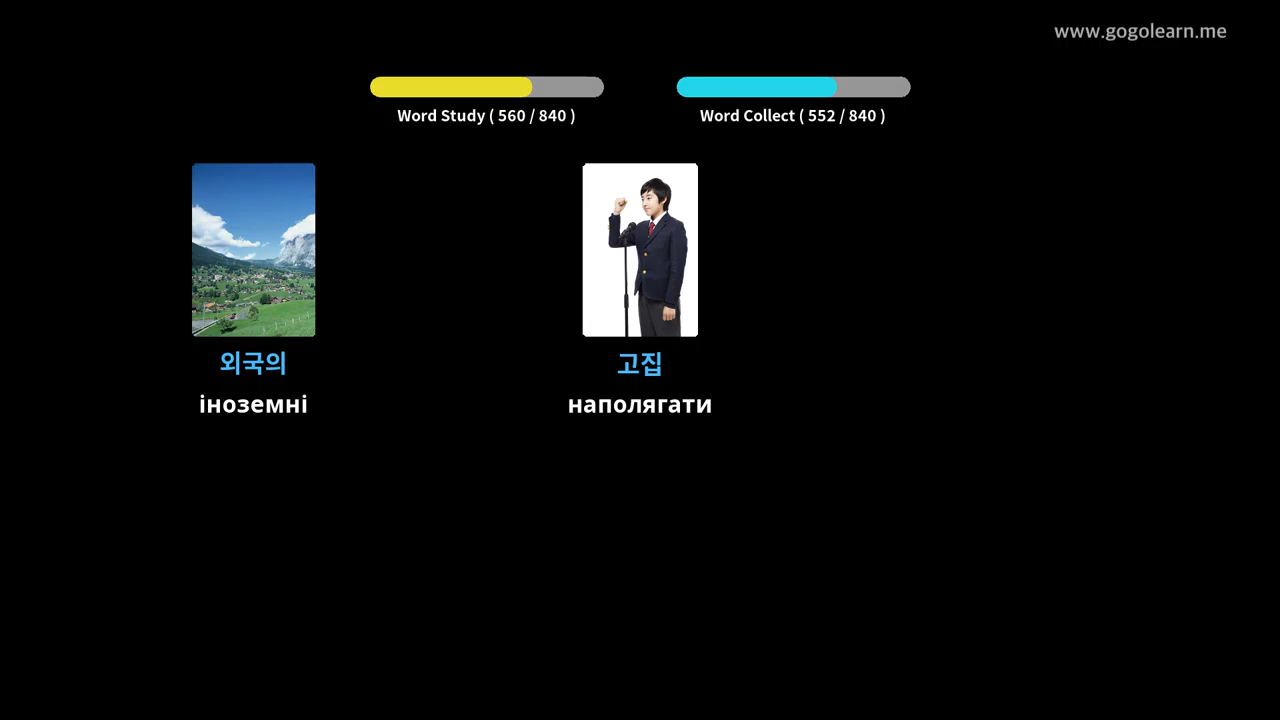 www.gogolearn.me
Word Study ( 560 / 840 )
Word Collect ( 552 / 840 )
외국의
іноземні
고집
наполягати